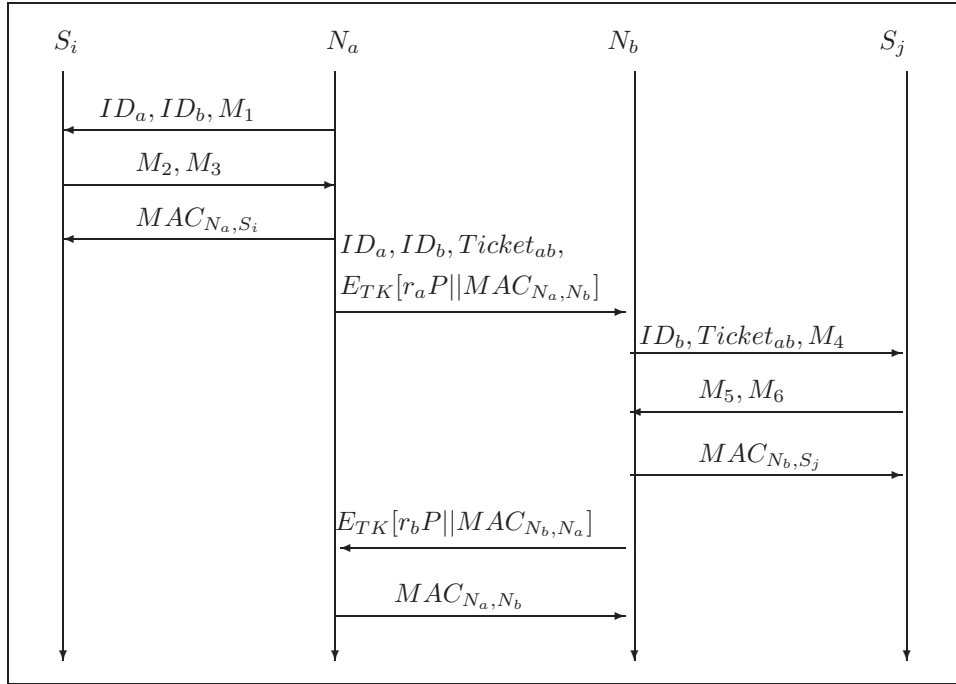 S_i N_a N_b S_j
ID_a, ID_b, M_1
M_2, M_3
MAC_{N_a,S_i}
ID_a, ID_b, Ticket_{ab},
E_{TK}[r_aP||MAC_{N_a,N_b}]
ID_b, Ticket_{ab}, M_4
M_5, M_6
MAC_{N_b,S_j}
E_{TK}[r_bP||MAC_{N_b,N_a}]
MAC_{N_a,N_b}